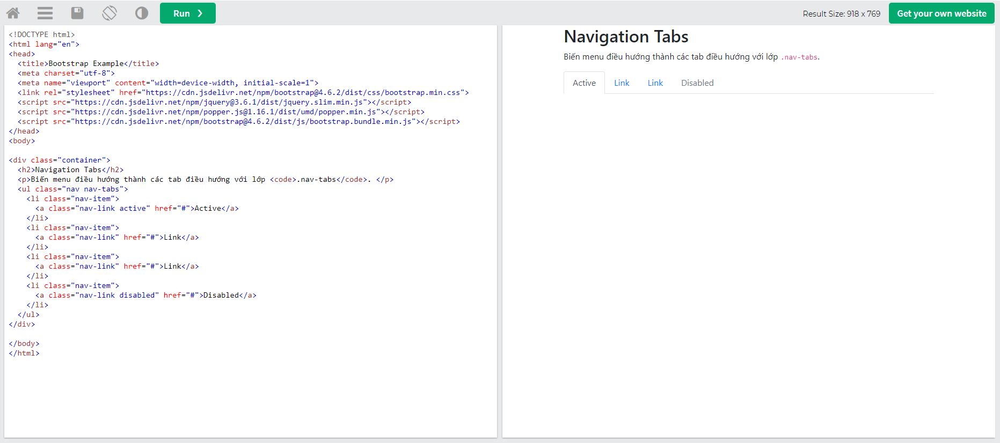 Run ❯
Result Size: 918 x 769
Get your own website
<!DOCTYPE html>
<html lang="en">
<head>
  <title>Bootstrap Example</title>
  <meta charset="utf-8">
  <meta name="viewport" content="width=device-width, initial-scale=1">
  <link rel="stylesheet" href="https://cdn.jsdelivr.net/npm/bootstrap@4.6.2/dist/css/bootstrap.min.css">
  <script src="https://cdn.jsdelivr.net/npm/jquery@3.6.1/dist/jquery.slim.min.js"></script>
  <script src="https://cdn.jsdelivr.net/npm/popper.js@1.16.1/dist/umd/popper.min.js"></script>
  <script src="https://cdn.jsdelivr.net/npm/bootstrap@4.6.2/dist/js/bootstrap.bundle.min.js"></script>
</head>
<body>

<div class="container">
  <h2>Navigation Tabs</h2>
  <p>Biến menu điều hướng thành các tab điều hướng với lớp <code>.nav-tabs</code>. </p>
  <ul class="nav nav-tabs">
    <li class="nav-item">
      <a class="nav-link active" href="#">Active</a>
    </li>
    <li class="nav-item">
      <a class="nav-link" href="#">Link</a>
    </li>
    <li class="nav-item">
      <a class="nav-link" href="#">Link</a>
    </li>
    <li class="nav-item">
      <a class="nav-link disabled" href="#">Disabled</a>
    </li>
  </ul>
</div>

</body>
</html>
Navigation Tabs
Biến menu điều hướng thành các tab điều hướng với lớp .nav-tabs.
Active Link Link Disabled